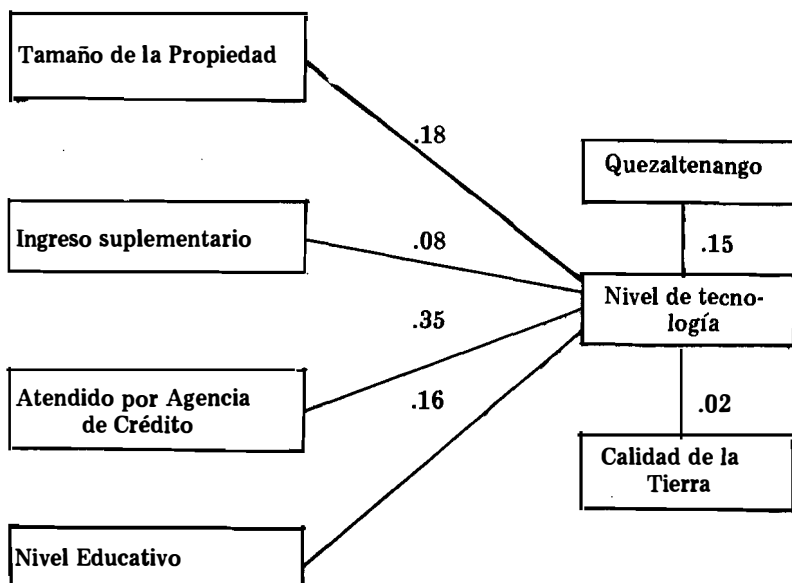 Tamaño de la Propiedad
.18
Quezaltenango
Ingreso suplementario
.08
.15
Nivel de tecno-
logía
.35
Atendido por Agencia
de Crédito
.16
.02
Calidad de la
Tierra
Nivel Educativo